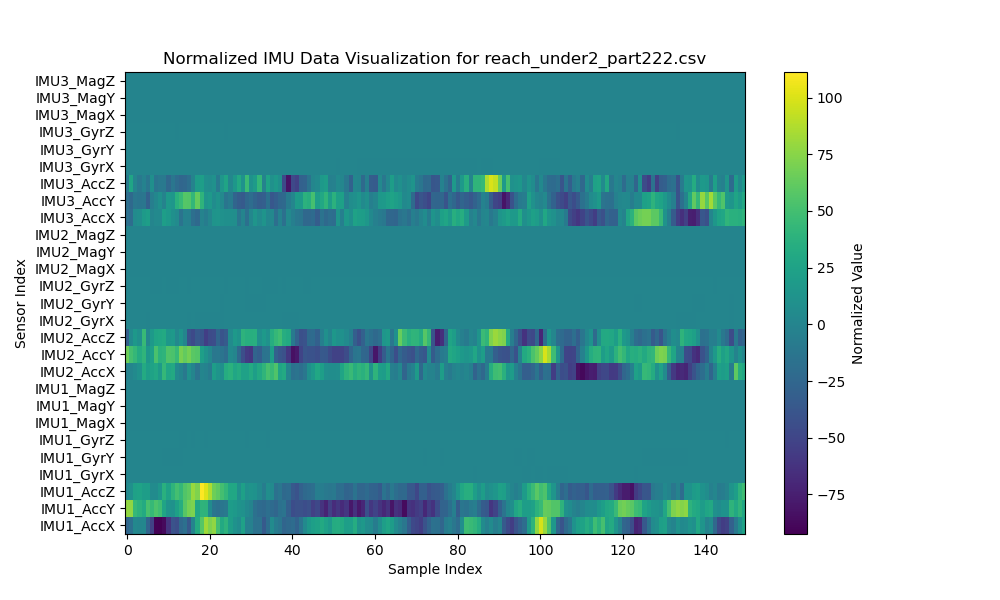 Normalized IMU Data Visualization for reach_under2_part222.csv
IMU3_MagZ
IMU3_MagY
IMU3_MagX
IMU3_GyrZ
IMU3_GyrY
IMU3_GyrX
IMU3_AccZ
IMU3_AccY
IMU3_AccX
IMU2_MagZ
IMU2_MagY
IMU2_MagX
IMU2_GyrZ
IMU2_GyrY
IMU2_GyrX
IMU2_AccZ
IMU2_AccY
IMU2_AccX
IMU1_MagZ
IMU1_MagY
IMU1_MagX
IMU1_GyrZ
IMU1_GyrY
IMU1_GyrX
IMU1_AccZ
IMU1_AccY
IMU1_AccX
Sensor Index
0 20 40 60 80 100 120 140
Sample Index
100
75
50
25
0
−25
−50
−75
Normalized Value